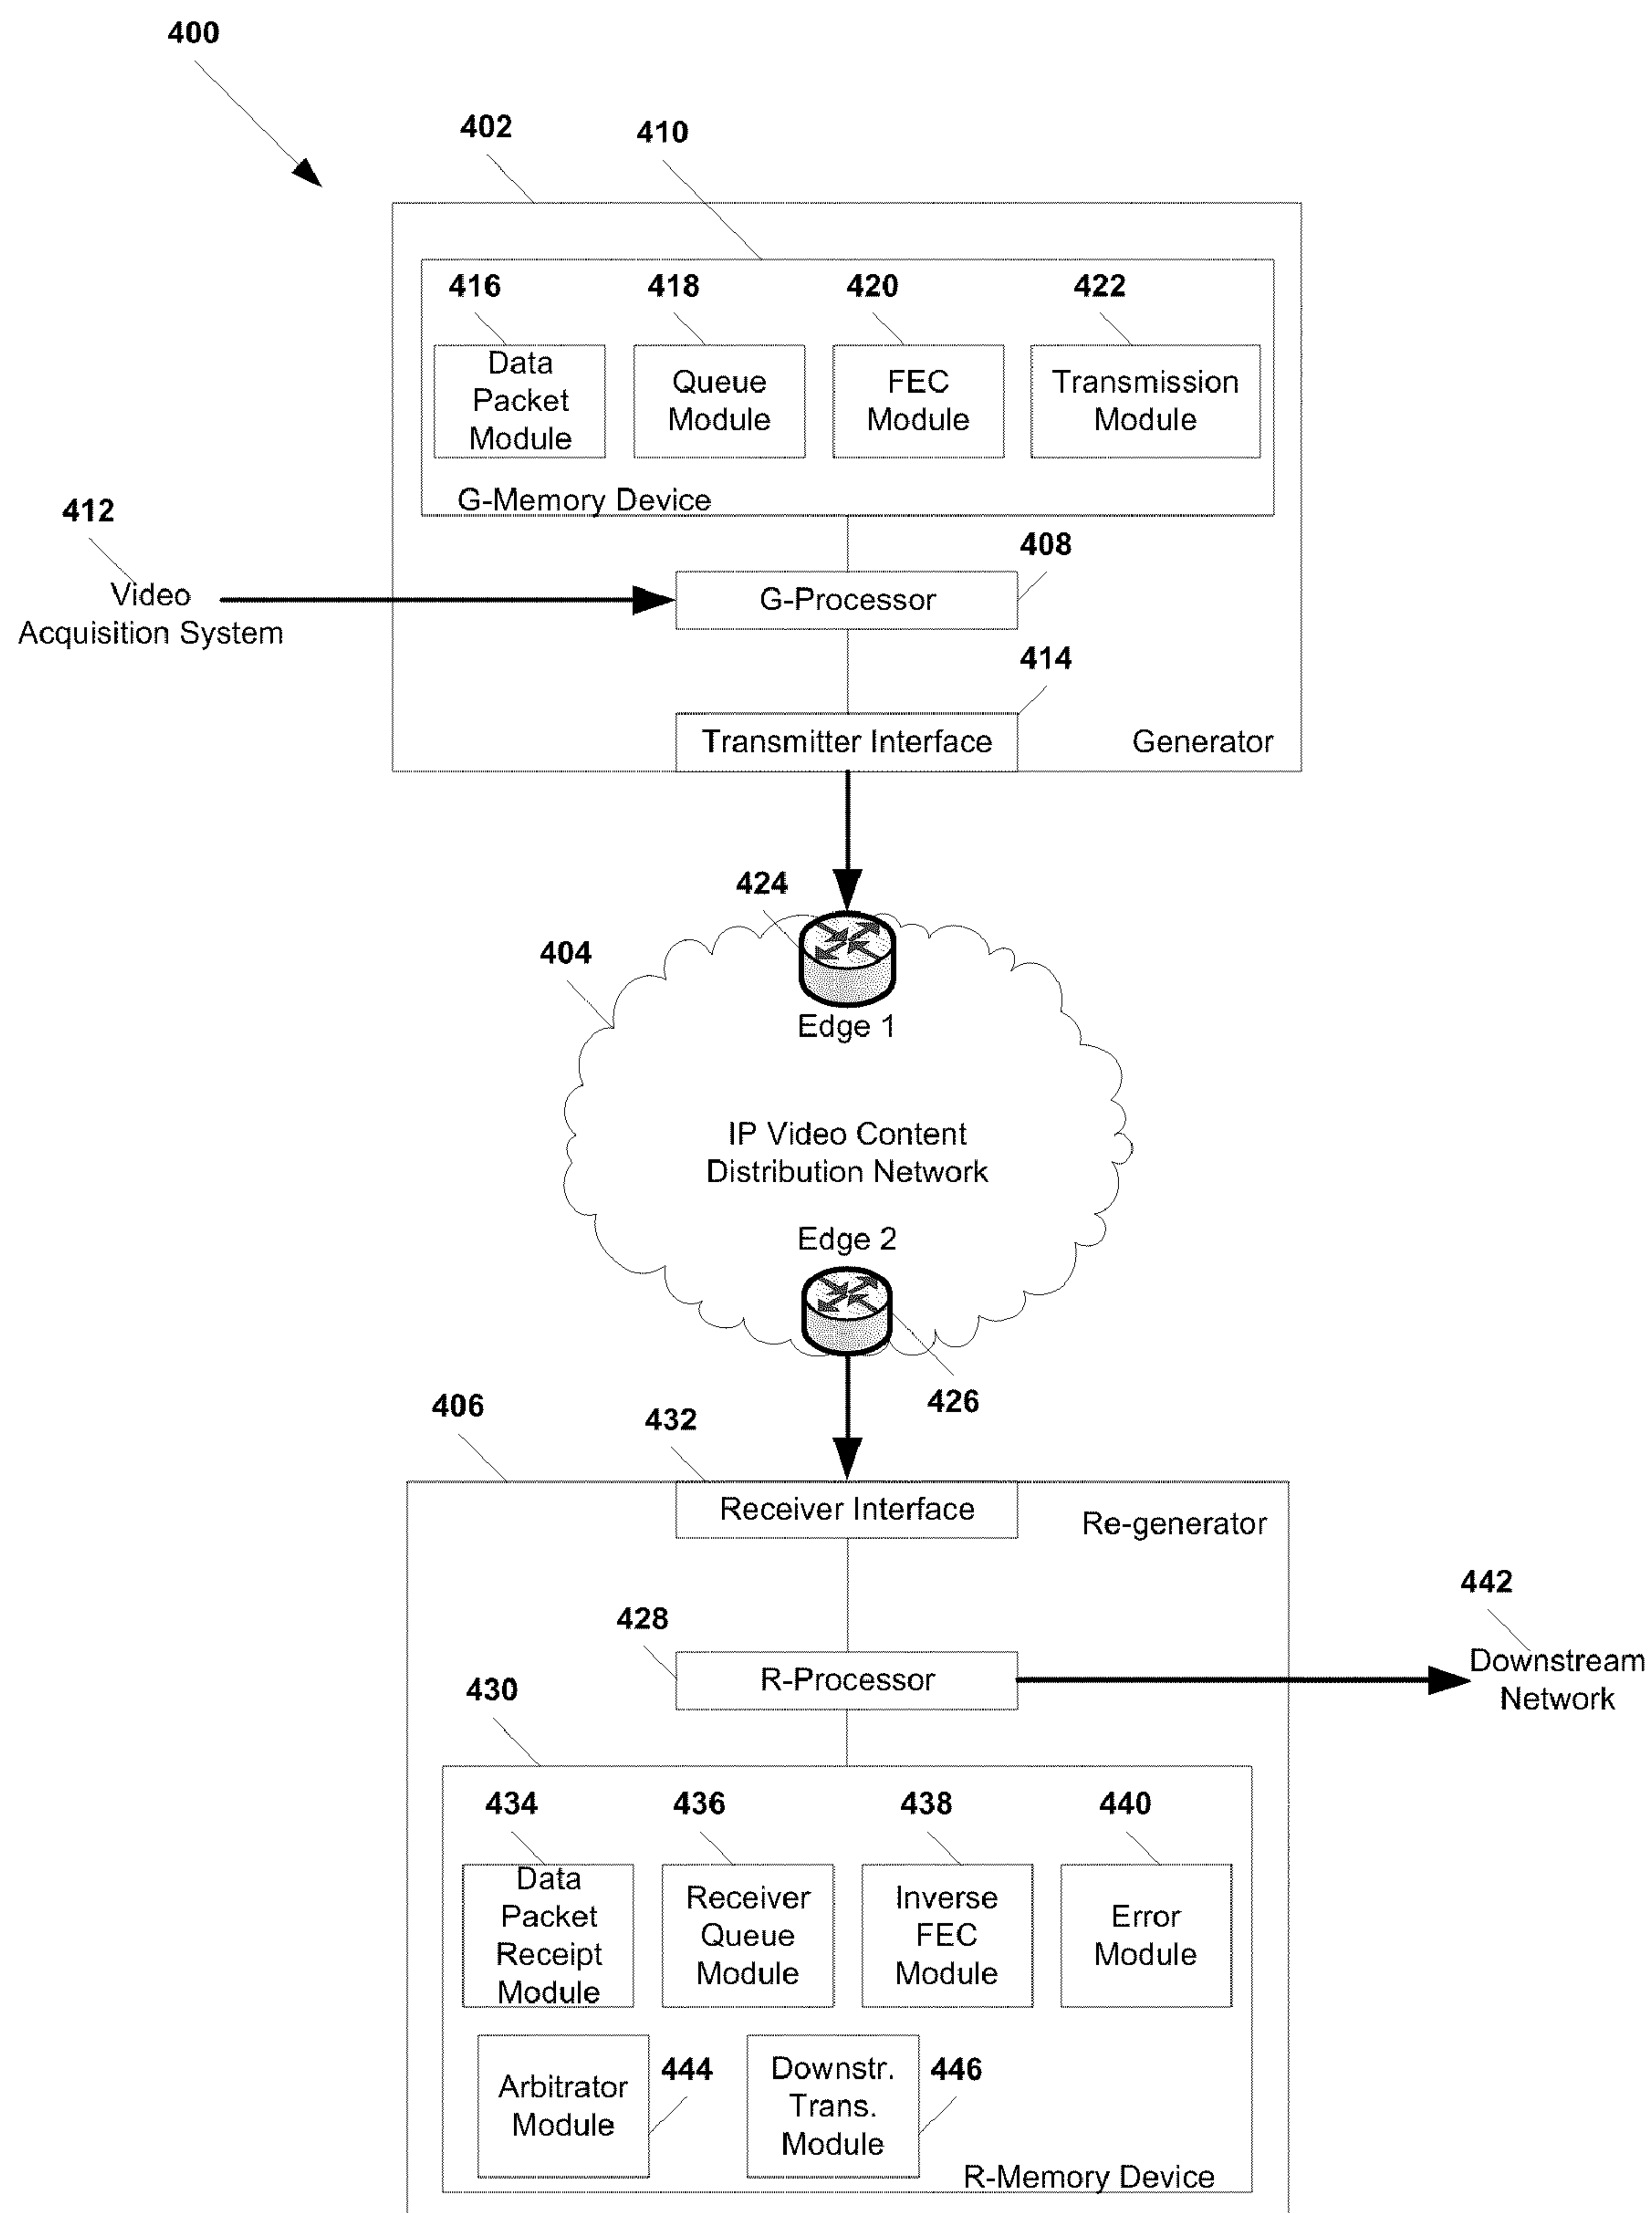 400
402
410
416
418
420
422
Data
Packet
Module
Queue
Module
FEC
Module
Transmission
Module
G-Memory Device
412
Video
Acquisition System
408
G-Processor
414
Transmitter Interface
Generator
424
404
Edge 1
IP Video Content
Distribution Network
Edge 2
426
406
432
Receiver Interface
Re-generator
442
Downstream
Network
428
R-Processor
430
434
436
438
440
Data
Packet
Receipt
Module
Receiver
Queue
Module
Inverse
FEC
Module
Error
Module
Arbitrator
Module
444
Downstr.
Trans.
Module
446
R-Memory Device